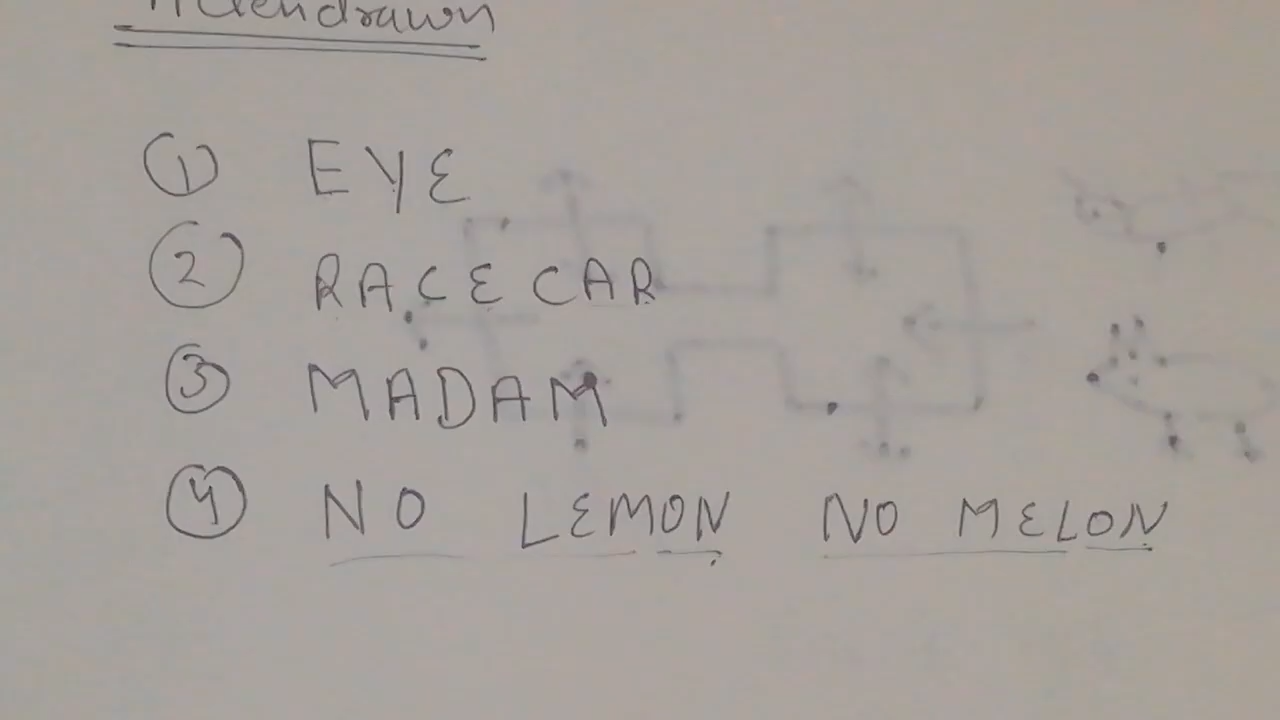 ① EYE
② RACECAR
③ MADAM
④ NO LEMON NO MELON